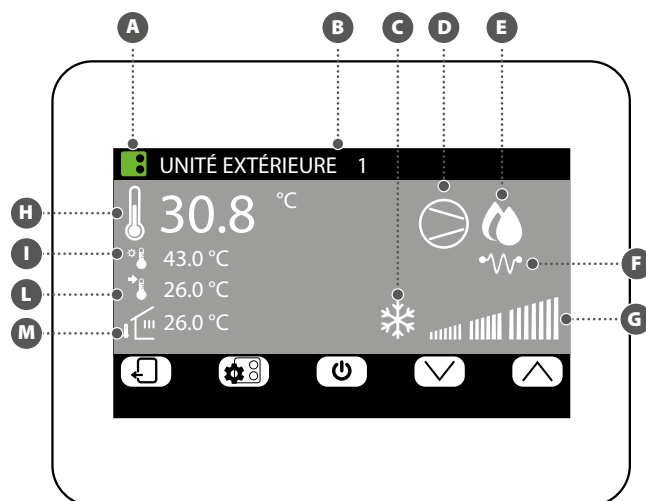 A B C D E
UNITÉ EXTÉRIEURE 1
H 30.8 °C
I 43.0 °C F
L 26.0 °C
M 26.0 °C G